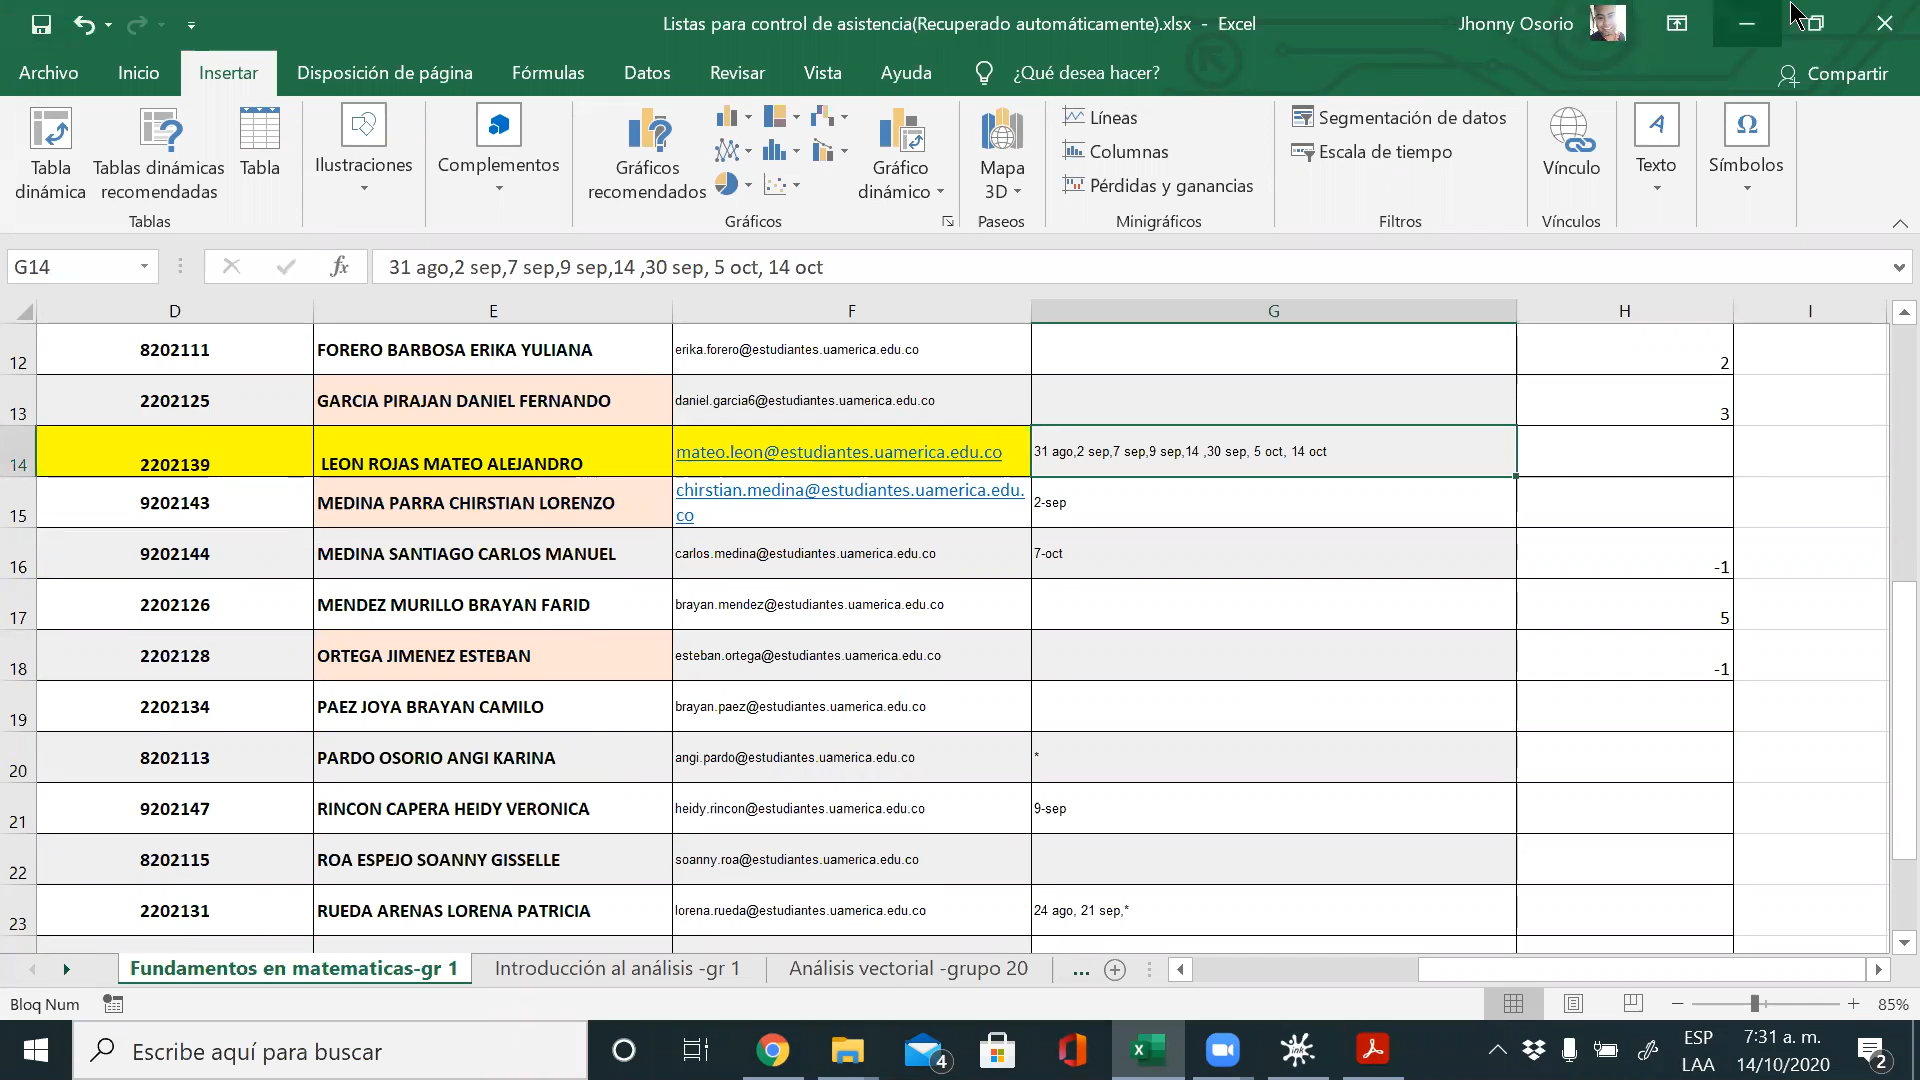 Listas para control de asistencia(Recuperado automáticamente).xlsx - Excel
Jhonny Osorio
Archivo Inicio Insertar Disposición de página Fórmulas Datos Revisar Vista Ayuda ¿Qué desea hacer? Compartir
Tabla dinámica
Tablas dinámicas recomendadas
Tabla
Tablas
Ilustraciones
Complementos
Gráficos recomendados
Gráfico dinámico
Gráficos
Mapa 3D
Paseos
Líneas
Columnas
Pérdidas y ganancias
Minigráficos
Segmentación de datos
Escala de tiempo
Filtros
Vínculo
Vínculos
Texto
Símbolos
G14 fx 31 ago,2 sep,7 sep,9 sep,14 ,30 sep, 5 oct, 14 oct
D E F G H I
12 8202111 FORERO BARBOSA ERIKA YULIANA erika.forero@estudiantes.uamerica.edu.co 2
13 2202125 GARCIA PIRAJAN DANIEL FERNANDO daniel.garcia6@estudiantes.uamerica.edu.co 3
14 2202139 LEON ROJAS MATEO ALEJANDRO mateo.leon@estudiantes.uamerica.edu.co 31 ago,2 sep,7 sep,9 sep,14 ,30 sep, 5 oct, 14 oct
15 9202143 MEDINA PARRA CHIRSTIAN LORENZO chirstian.medina@estudiantes.uamerica.edu.co 2-sep
16 9202144 MEDINA SANTIAGO CARLOS MANUEL carlos.medina@estudiantes.uamerica.edu.co 7-oct -1
17 2202126 MENDEZ MURILLO BRAYAN FARID brayan.mendez@estudiantes.uamerica.edu.co 5
18 2202128 ORTEGA JIMENEZ ESTEBAN esteban.ortega@estudiantes.uamerica.edu.co -1
19 2202134 PAEZ JOYA BRAYAN CAMILO brayan.paez@estudiantes.uamerica.edu.co
20 8202113 PARDO OSORIO ANGI KARINA angi.pardo@estudiantes.uamerica.edu.co *
21 9202147 RINCON CAPERA HEIDY VERONICA heidy.rincon@estudiantes.uamerica.edu.co 9-sep
22 8202115 ROA ESPEJO SOANNY GISSELLE soanny.roa@estudiantes.uamerica.edu.co
23 2202131 RUEDA ARENAS LORENA PATRICIA lorena.rueda@estudiantes.uamerica.edu.co 24 ago, 21 sep,*
Fundamentos en matematicas-gr 1 Introducción al análisis -gr 1 Análisis vectorial -grupo 20 ...
Bloq Num 85%
Escribe aquí para buscar 4 ink ESP 7:31 a. m.
LAA 14/10/2020 2